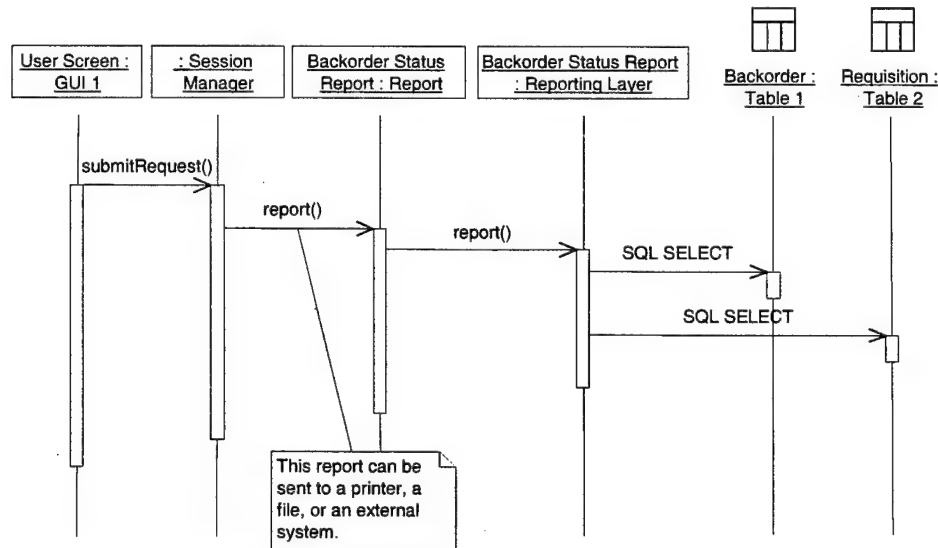 User Screen :
GUI 1
: Session
Manager
Backorder Status
Report : Report
Backorder Status Report
: Reporting Layer
Backorder :
Table 1
Requisition :
Table 2
submitRequest()
report()
report()
SQL SELECT
SQL SELECT
This report can be
sent to a printer, a
file, or an external
system.